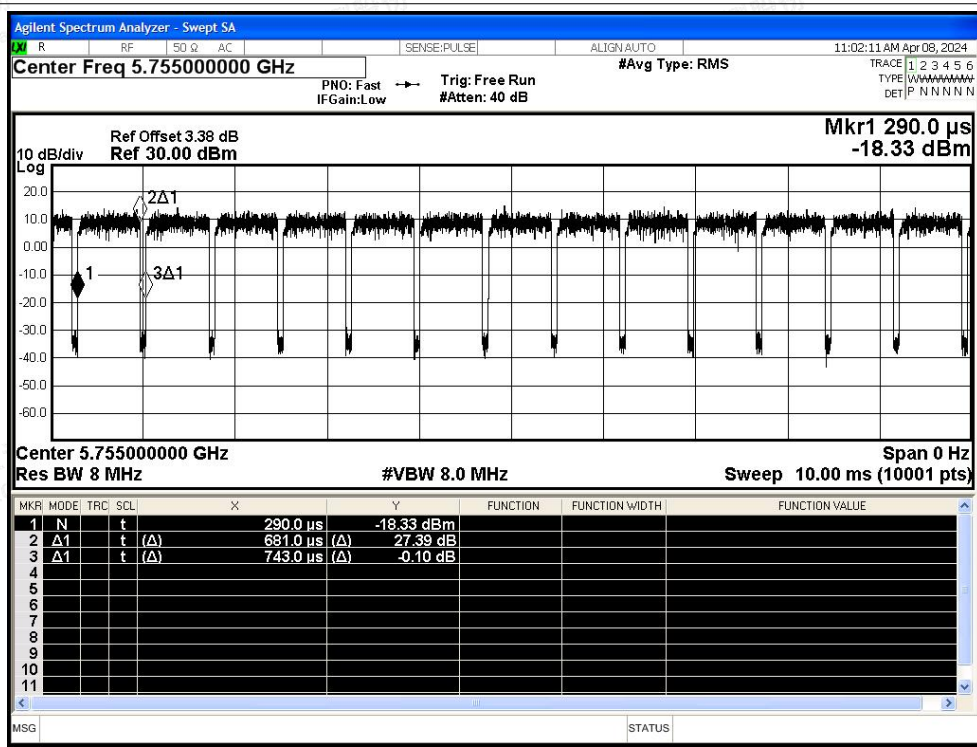 Agilent Spectrum Analyzer - Swept SA
LXI R RF 50 Ω AC SENSE:PULSE ALIGN AUTO 11:02:11 AM Apr 08, 2024
Center Freq 5.755000000 GHz
PNO: Fast
IFGain:Low
Trig: Free Run
#Atten: 40 dB
#Avg Type: RMS
TRACE 1 2 3 4 5 6
TYPE
DET P N N N N N
Mkr1 290.0 µs
-18.33 dBm
Ref Offset 3.38 dB
10 dB/div Ref 30.00 dBm
Log
20.0
10.0
0.00
-10.0
-20.0
-30.0
-40.0
-50.0
-60.0
2Δ1
1
3Δ1
Center 5.755000000 GHz Span 0 Hz
Res BW 8 MHz #VBW 8.0 MHz Sweep 10.00 ms (10001 pts)
MKR MODE TRC SCL X Y FUNCTION FUNCTION WIDTH FUNCTION VALUE
1 N t 290.0 µs -18.33 dBm
2 Δ1 t (Δ) 681.0 µs (Δ) 27.39 dB
3 Δ1 t (Δ) 743.0 µs (Δ) -0.10 dB
4
5
6
7
8
9
10
11
MSG STATUS